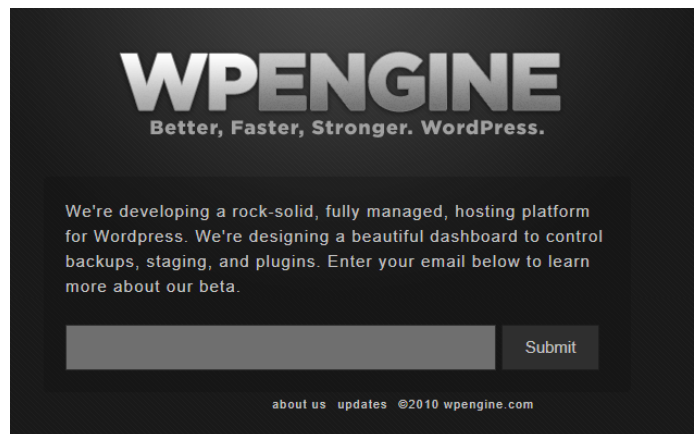 WPENGINE
Better, Faster, Stronger. WordPress.
We're developing a rock-solid, fully managed, hosting platform
for Wordpress. We're designing a beautiful dashboard to control
backups, staging, and plugins. Enter your email below to learn
more about our beta.
Submit
about us updates ©2010 wpengine.com